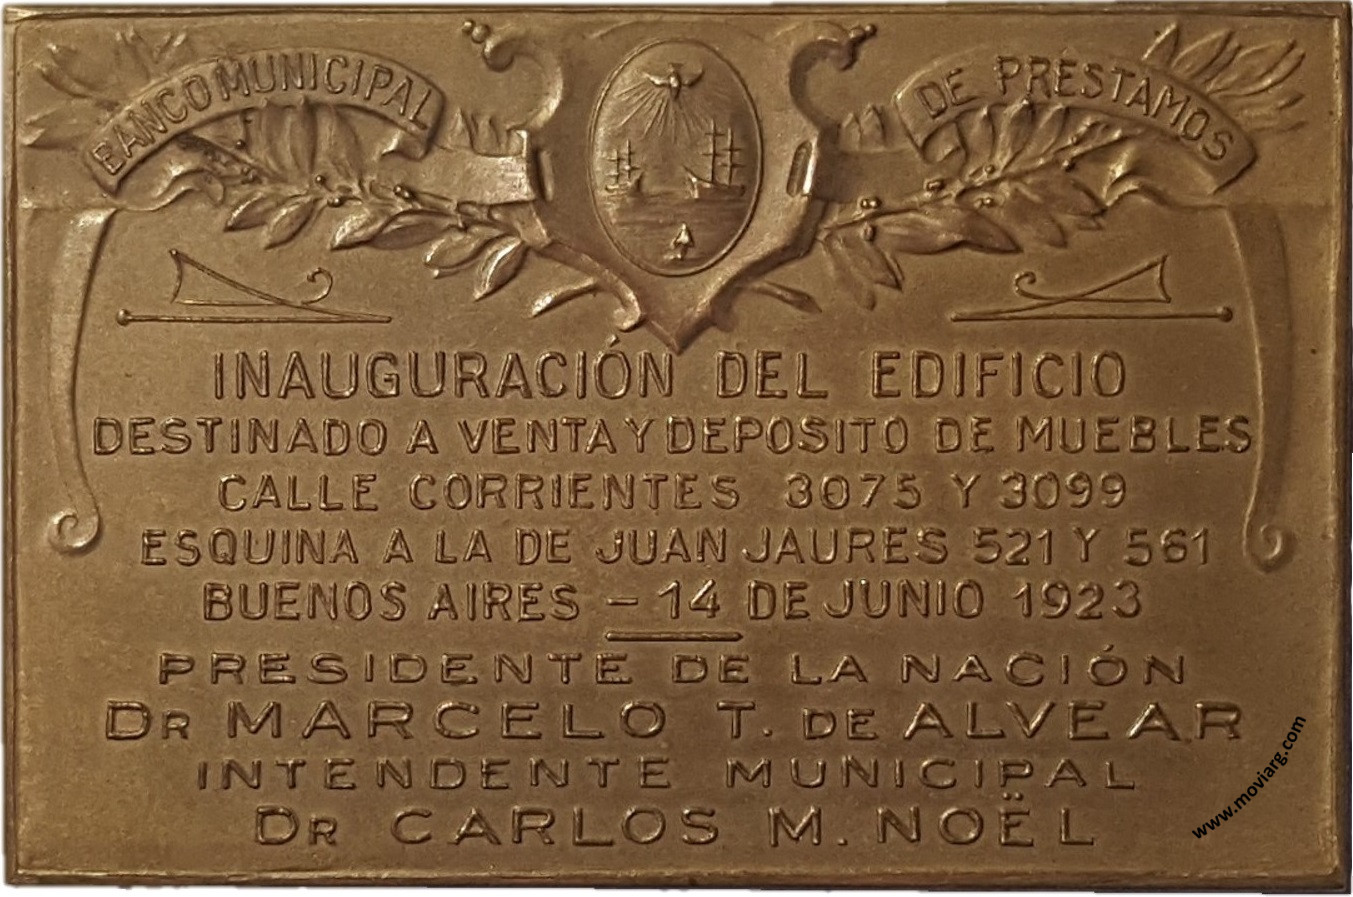 BANCO MUNICIPAL
DE PRÉSTAMOS
INAUGURACIÓN DEL EDIFICIO
DESTINADO A VENTA Y DEPOSITO DE MUEBLES
CALLE CORRIENTES 3075 Y 3099
ESQUINA A LA DE JUAN JAURES 521 Y 561
BUENOS AIRES – 14 DE JUNIO 1923
PRESIDENTE DE LA NACIÓN
DR MARCELO T. DE ALVEAR
INTENDENTE MUNICIPAL
DR CARLOS M. NOËL
www.moviarg.com